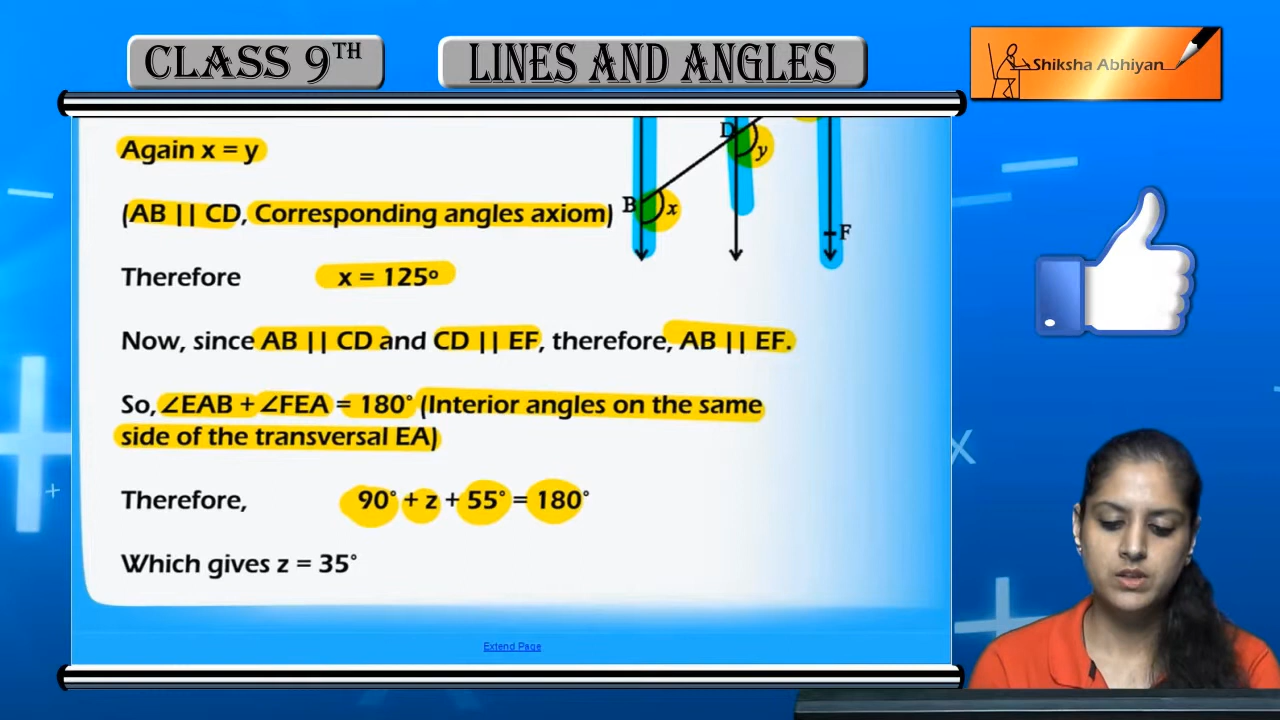 CLASS 9TH
LINES AND ANGLES
Shiksha Abhiyan
Again x = y
(AB || CD, Corresponding angles axiom)
D
y
B
x
F
Therefore x = 125°
Now, since AB || CD and CD || EF, therefore, AB || EF.
So, ∠EAB + ∠FEA = 180° (Interior angles on the same
side of the transversal EA)
Therefore, 90° + z + 55° = 180°
Which gives z = 35°
Extend Page